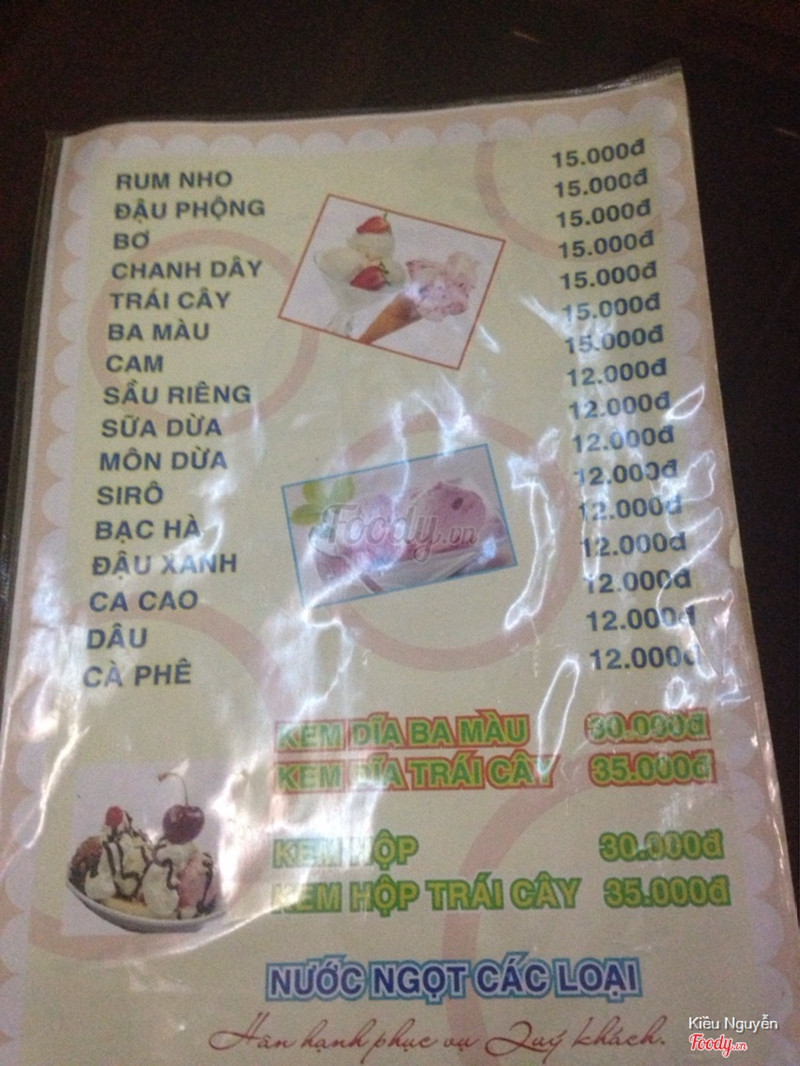 RUM NHO 15.000đ
ĐẬU PHỘNG 15.000đ
BƠ 15.000đ
CHANH DÂY 15.000đ
TRÁI CÂY 15.000đ
BA MÀU 15.000đ
CAM 15.000đ
SẦU RIÊNG 12.000đ
SỮA DỪA 12.000đ
MÔN DỪA 12.000đ
SIRÔ 12.000đ
BẠC HÀ 12.000đ
ĐẬU XANH 12.000đ
CA CAO 12.000đ
DÂU 12.000đ
CÀ PHÊ 12.000đ
KEM DĨA BA MÀU 30.000đ
KEM DĨA TRÁI CÂY 35.000đ
KEM HỘP 30.000đ
KEM HỘP TRÁI CÂY 35.000đ
NƯỚC NGỌT CÁC LOẠI
Hân hạnh phục vụ Quý khách.
Foody.vn
Kiều Nguyễn
Foody.vn